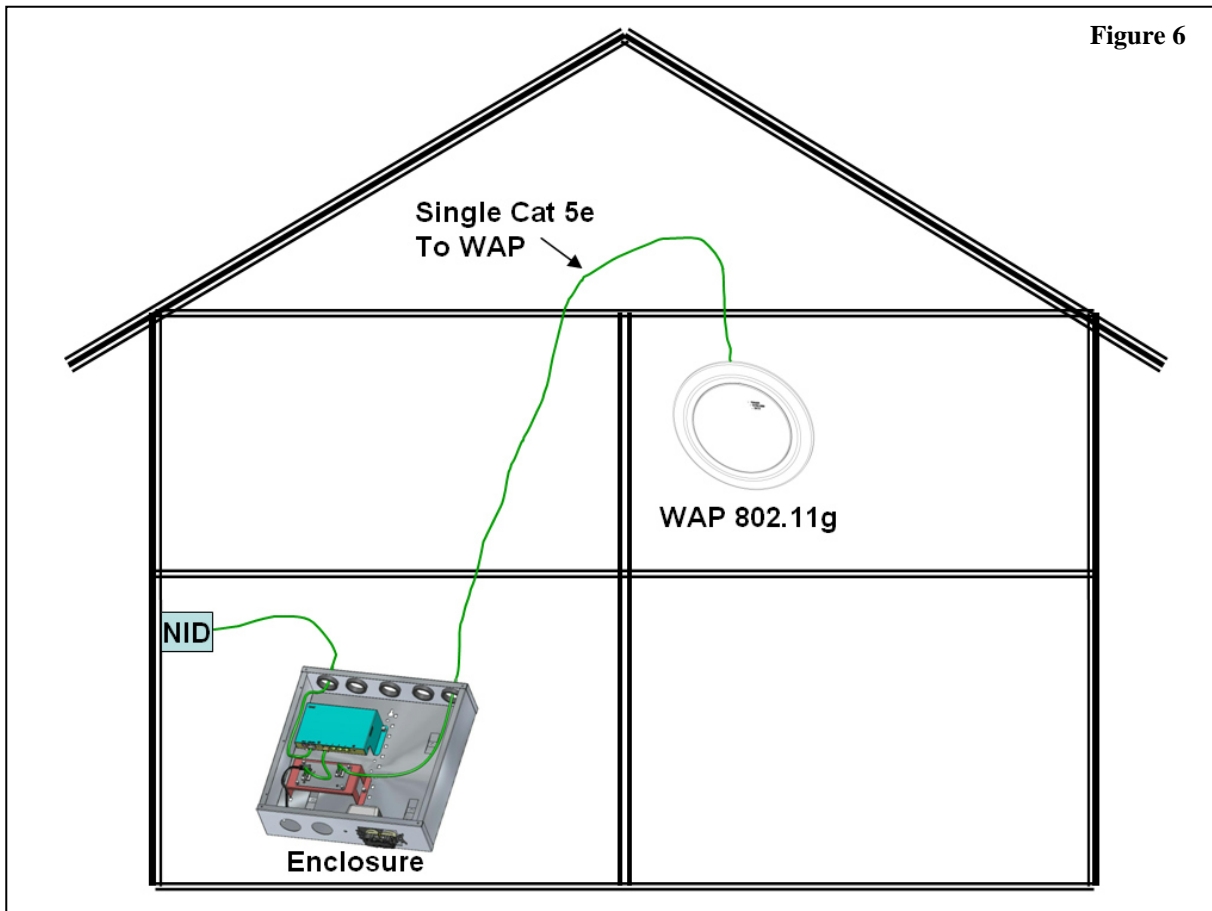 Figure 6
Single Cat 5e
To WAP
WAP 802.11g
NID
Enclosure